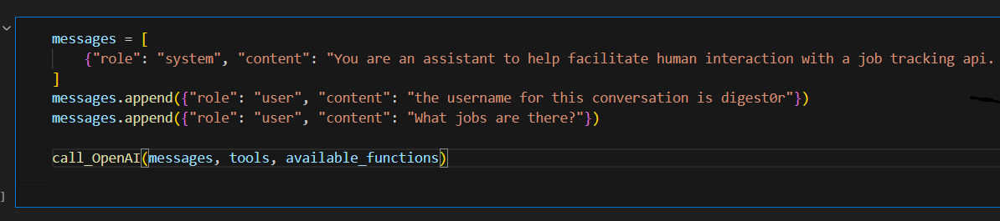 messages = [
    {"role": "system", "content": "You are an assistant to help facilitate human interaction with a job tracking api.
]
messages.append({"role": "user", "content": "the username for this conversation is digest0r"})
messages.append({"role": "user", "content": "What jobs are there?"})
call_OpenAI(messages, tools, available_functions)
]